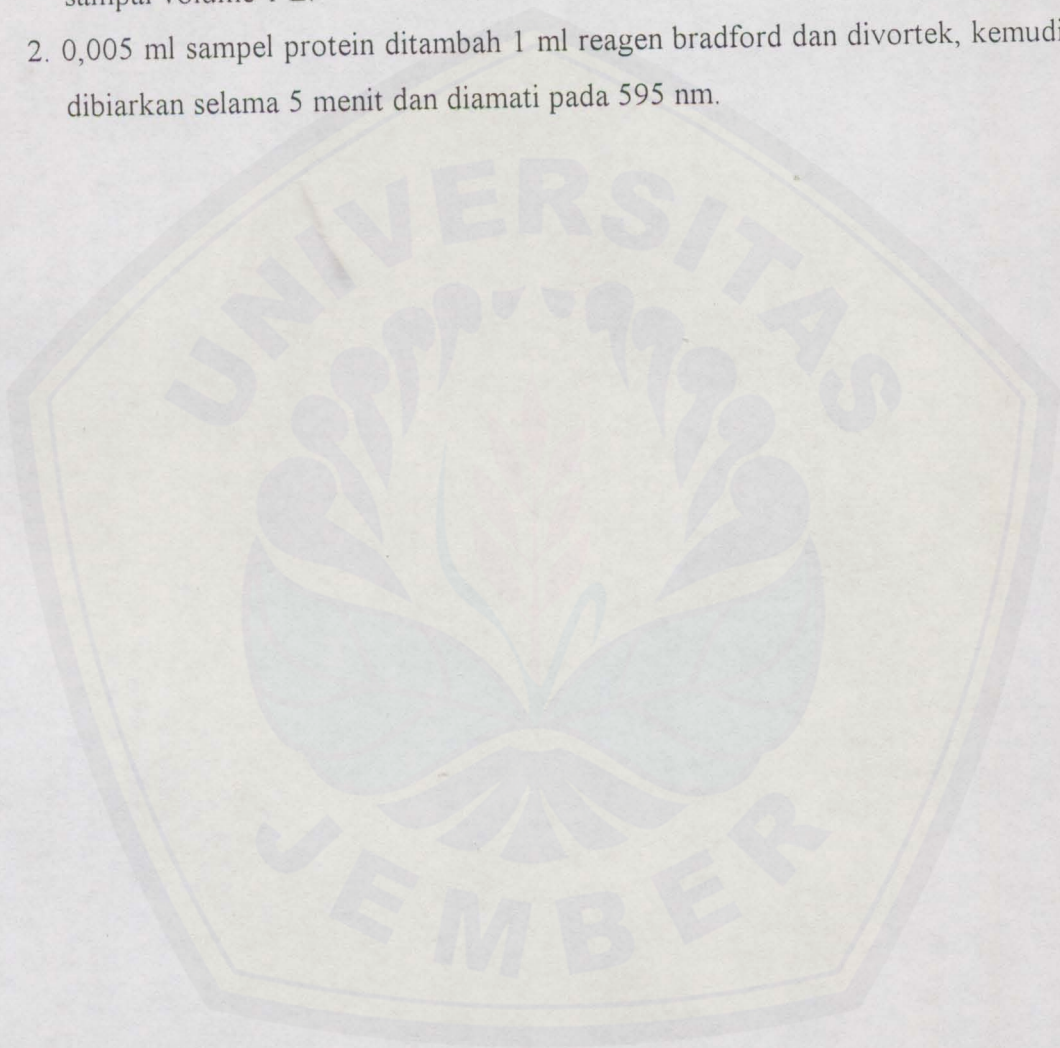 2. 0,005 ml sampel protein ditambah 1 ml reagen bradford dan divortek, kemudi
dibiarkan selama 5 menit dan diamati pada 595 nm.
UNIVERSITAS
JEMBER